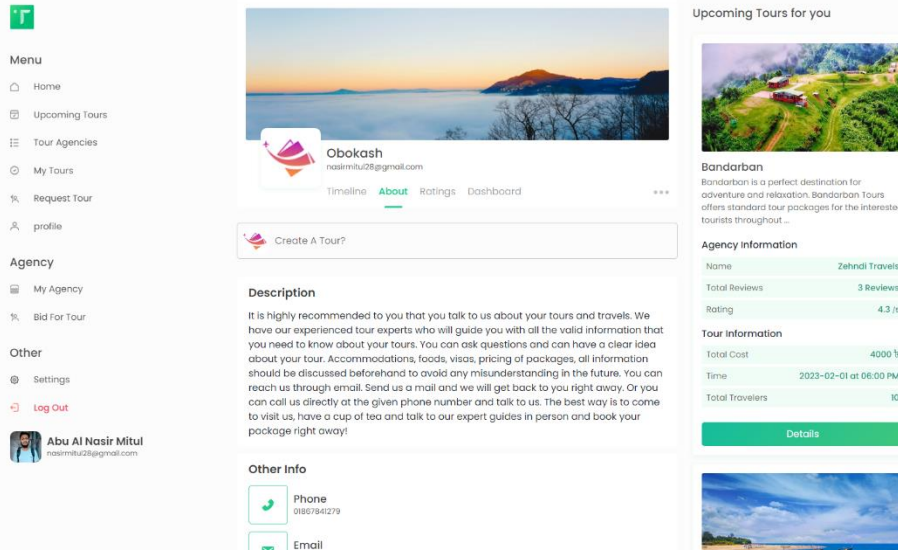 Menu
Home
Upcoming Tours
Tour Agencies
My Tours
Request Tour
profile
Agency
My Agency
Bid For Tour
Other
Settings
Log Out
Abu Al Nasir Mitul
nasirmitul28@gmail.com
Obokash
nasirmitul28@gmail.com
Timeline About Ratings Dashboard
Create A Tour?
Description
It is highly recommended to you that you talk to us about your tours and travels. We
have our experienced tour experts who will guide you with all the valid information that
you need to know about your tours. You can ask questions and can have a clear idea
about your tour. Accommodations, foods, visas, pricing of packages, all information
should be discussed beforehand to avoid any misunderstanding in the future. You can
reach us through email. Send us a mail and we will get back to you right away. Or you
can call us directly at the given phone number and talk to us. The best way is to come
to visit us, have a cup of tea and talk to our expert guides in person and book your
package right away!
Other Info
Phone
01867841279
Email
Upcoming Tours for you
Bandarban
Bandarban is a perfect destination for
adventure and relaxation. Bandarban Tours
offers standard tour packages for the intereste
tourists throughout ...
Agency Information
Name Zehndi Travels
Total Reviews 3 Reviews
Rating 4.3
Tour Information
Total Cost 4000
Time 2023-02-01 at 06:00 PM
Total Travelers 10
Details